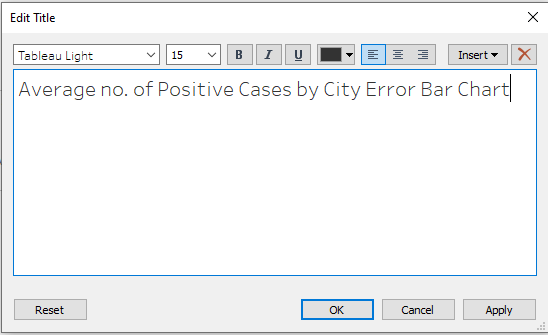 Edit Title
Tableau Light 15 B I U Insert
Average no. of Positive Cases by City Error Bar Chart
Reset OK Cancel Apply